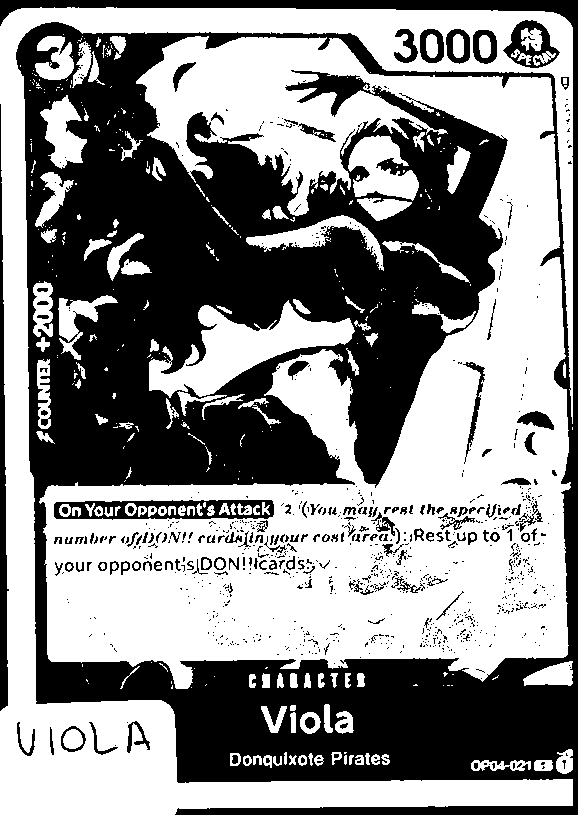 3
3000
特
SPECIAL
COUNTER +2000
On Your Opponent's Attack 2 (You may rest the specified
number of DON!! cards in your cost area.): Rest up to 1 of
your opponent's DON!! cards.
CHARACTER
Viola
Donquixote Pirates
OP04-021
VIOLA